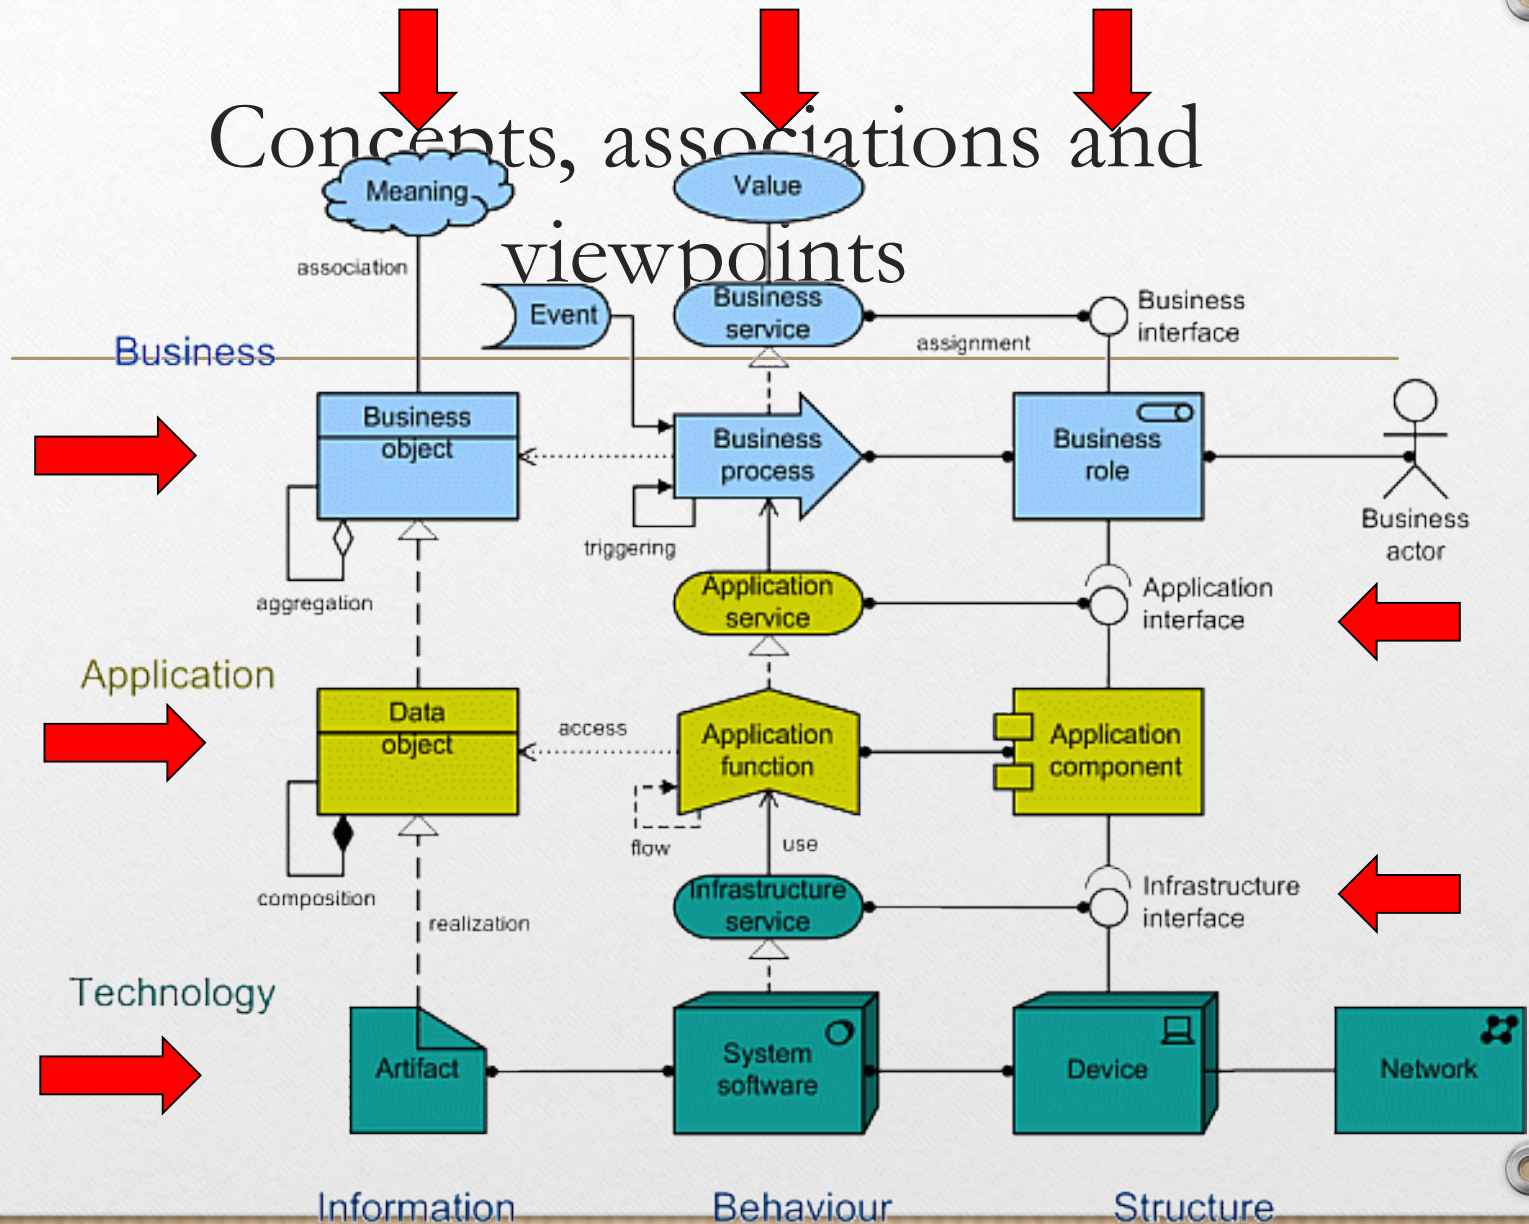 Concepts, associations and
viewpoints
Meaning
Value
association
Event
Business
service
Business
interface
assignment
Business
Business
object
Business
process
Business
role
Business
actor
triggering
aggregation
Application
service
Application
interface
Application
Data
object
access
Application
function
Application
component
flow
use
composition
realization
Infrastructure
service
Infrastructure
interface
Technology
Artifact
System
software
Device
Network
Information
Behaviour
Structure